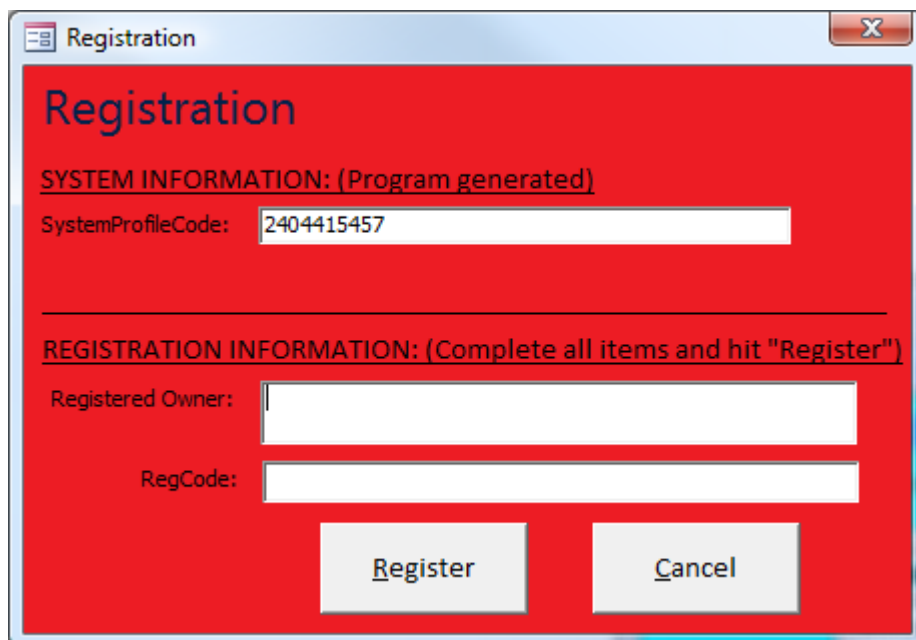 Registration
Registration
SYSTEM INFORMATION: (Program generated)
SystemProfileCode: 2404415457
REGISTRATION INFORMATION: (Complete all items and hit "Register")
Registered Owner:
RegCode:
Register Cancel